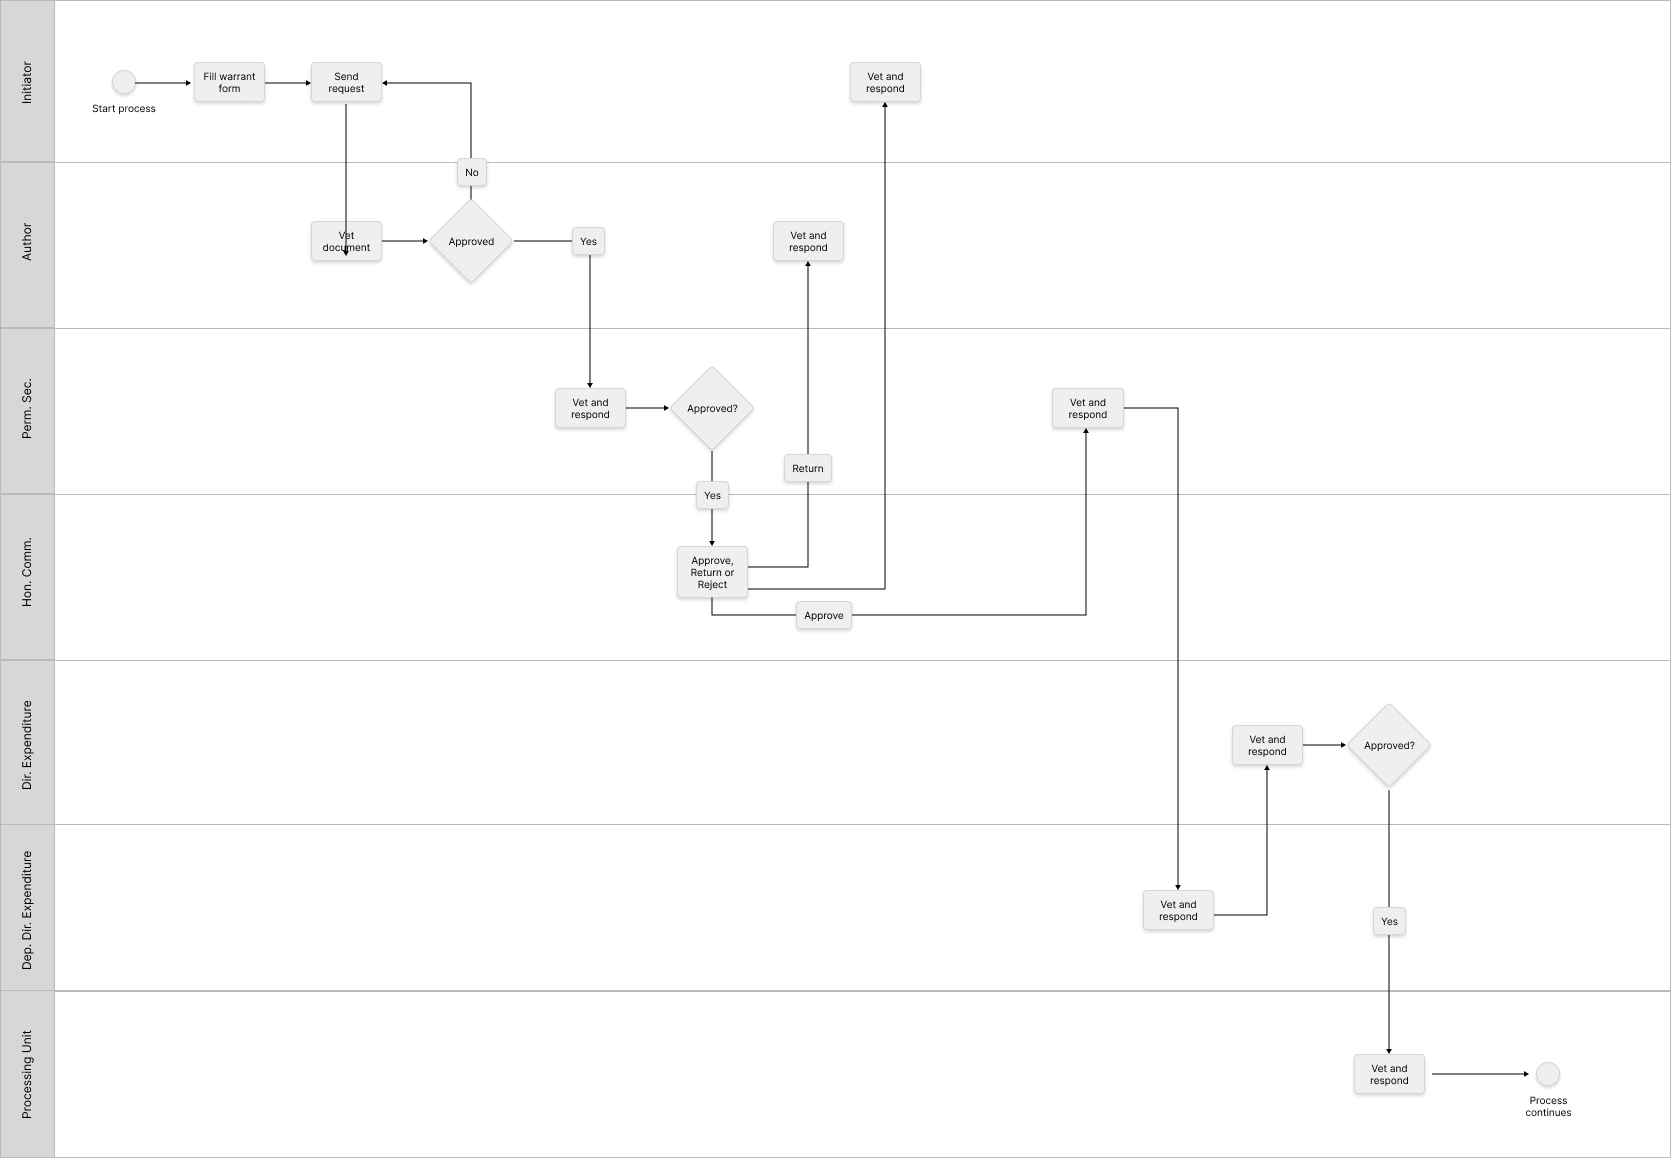 Initiator
Start process
Fill warrant
form
Send
request
Vet and
respond
Author
No
Vet
document
Approved
Yes
Vet and
respond
Perm. Sec.
Vet and
respond
Approved?
Return
Yes
Vet and
respond
Hon. Comm.
Approve,
Return or
Reject
Approve
Dir. Expenditure
Vet and
respond
Approved?
Dep. Dir. Expenditure
Vet and
respond
Yes
Processing Unit
Vet and
respond
Process
continues